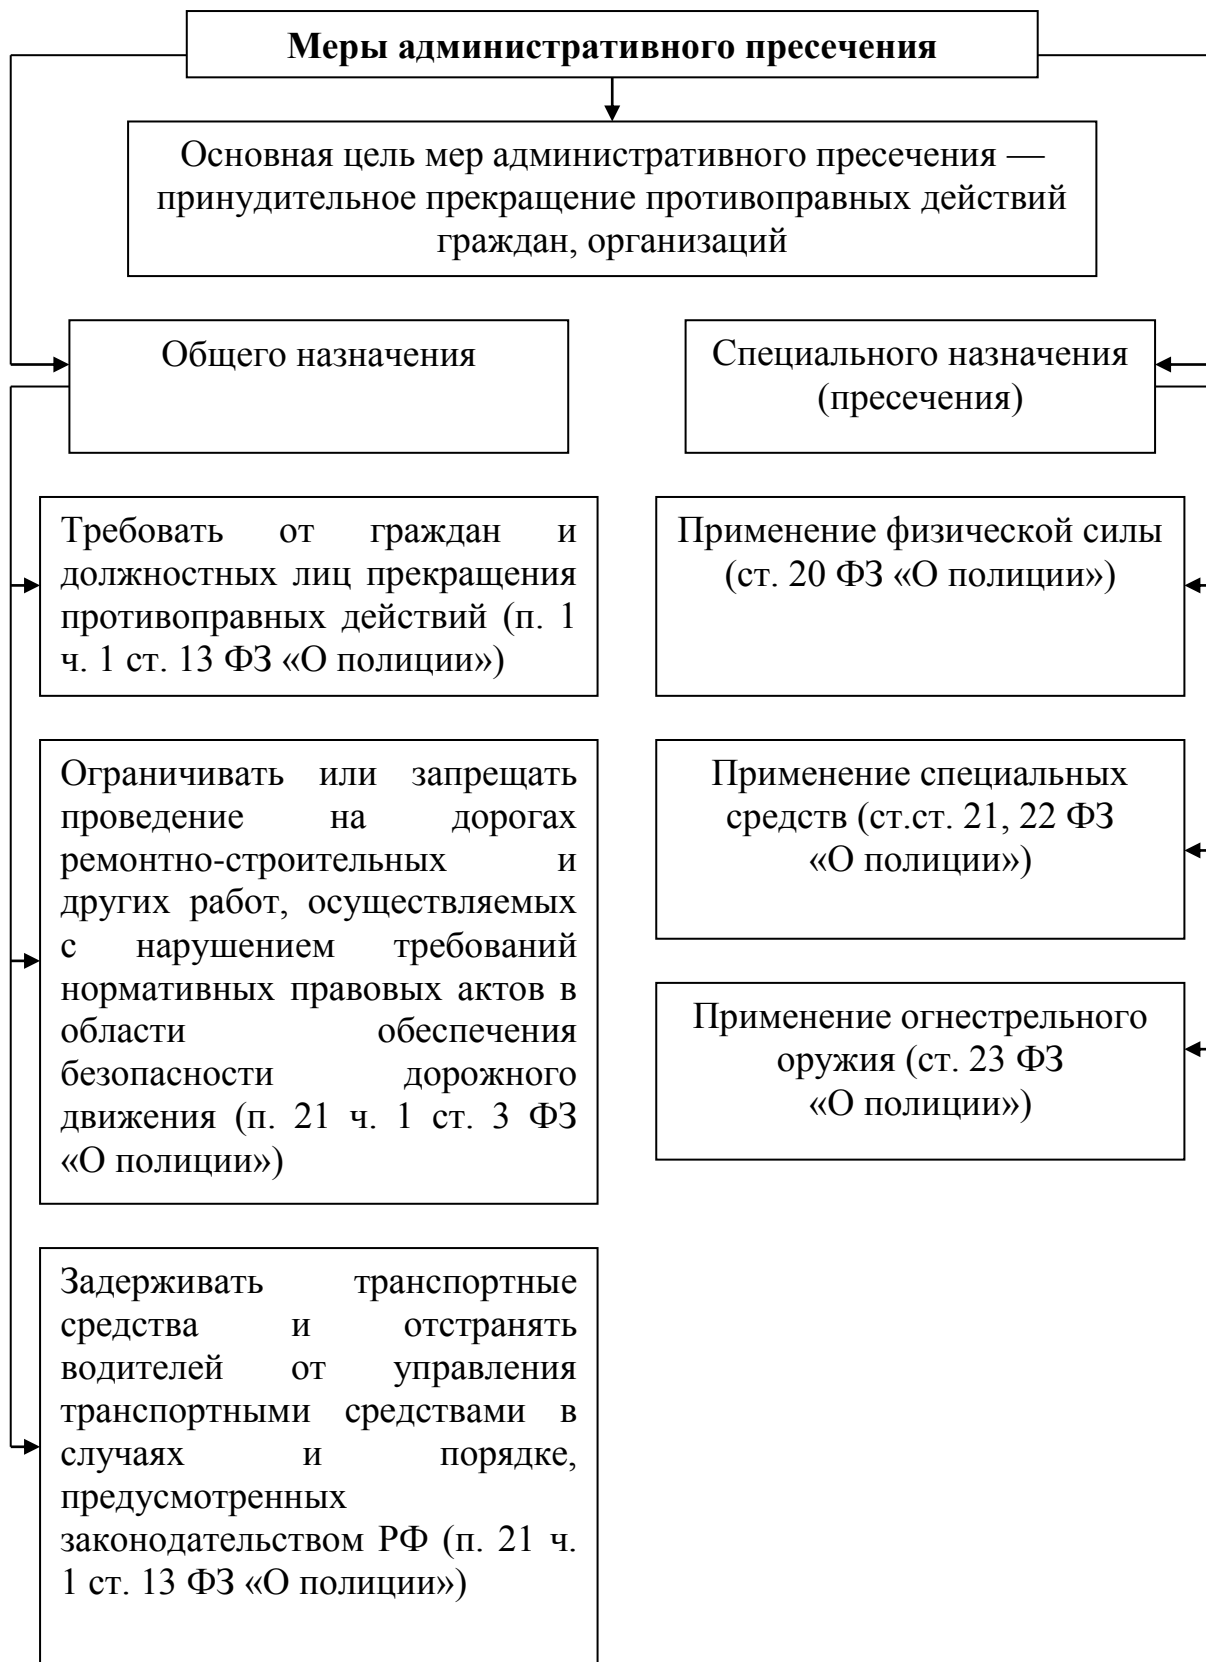 Меры административного пресечения
Основная цель мер административного пресечения —
принудительное прекращение противоправных действий
граждан, организаций
Общего назначения
Специального назначения
(пресечения)
Требовать от граждан и
должностных лиц прекращения
противоправных действий (п. 1
ч. 1 ст. 13 ФЗ «О полиции»)
Применение физической силы
(ст. 20 ФЗ «О полиции»)
Ограничивать или запрещать
проведение на дорогах
ремонтно-строительных и
других работ, осуществляемых
с нарушением требований
нормативных правовых актов в
области обеспечения
безопасности дорожного
движения (п. 21 ч. 1 ст. 3 ФЗ
«О полиции»)
Применение специальных
средств (ст.ст. 21, 22 ФЗ
«О полиции»)
Применение огнестрельного
оружия (ст. 23 ФЗ
«О полиции»)
Задерживать транспортные
средства и отстранять
водителей от управления
транспортными средствами в
случаях и порядке,
предусмотренных
законодательством РФ (п. 21 ч.
1 ст. 13 ФЗ «О полиции»)